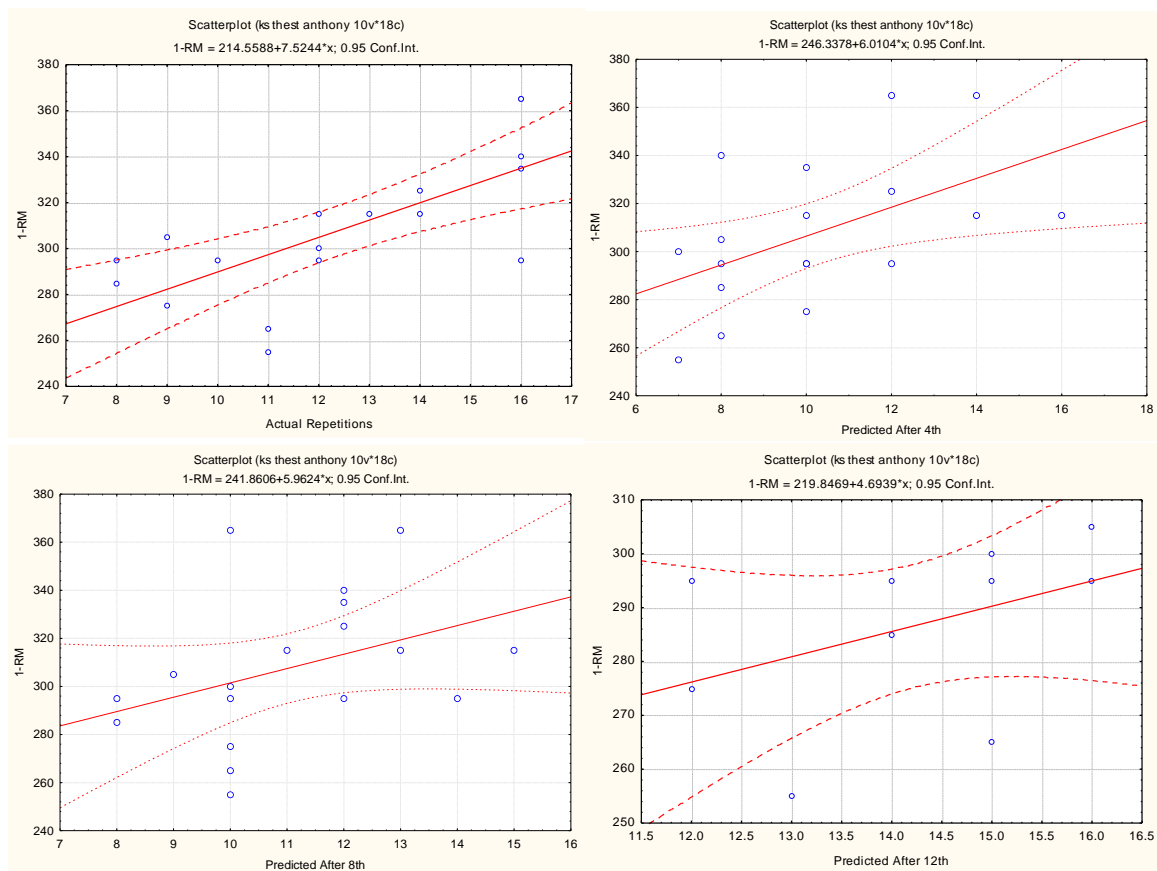 Scatterplot (ks thest anthony 10v*18c)
1-RM = 214.5588+7.5244*x; 0.95 Conf.Int.
380
360
340
320
300
280
260
240
1-RM
7 8 9 10 11 12 13 14 15 16 17
Actual Repetitions
Scatterplot (ks thest anthony 10v*18c)
1-RM = 246.3378+6.0104*x; 0.95 Conf.Int.
380
360
340
320
300
280
260
240
1-RM
6 8 10 12 14 16 18
Predicted After 4th
Scatterplot (ks thest anthony 10v*18c)
1-RM = 241.8606+5.9624*x; 0.95 Conf.Int.
380
360
340
320
300
280
260
240
1-RM
7 8 9 10 11 12 13 14 15 16
Predicted After 8th
Scatterplot (ks thest anthony 10v*18c)
1-RM = 219.8469+4.6939*x; 0.95 Conf.Int.
310
300
290
280
270
260
250
1-RM
11.5 12.0 12.5 13.0 13.5 14.0 14.5 15.0 15.5 16.0 16.5
Predicted After 12th